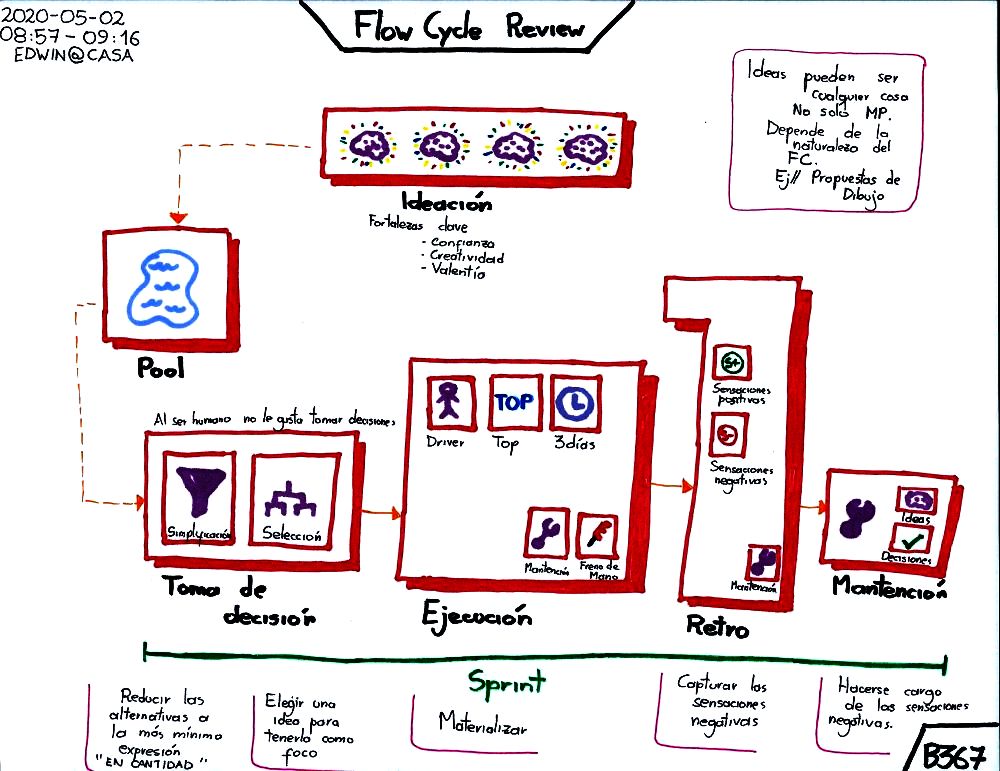 2020-05-02
08:57-09:16
EDWIN@CASA
Flow Cycle Review
Ideas pueden ser
cualquier cosa
No solo MP.
Depende de la
naturaleza del
FC.
Ej// Propuestas de
Dibujo
Ideación
Fortalezas clave
- Confianza
- Creatividad
- Valentía
Pool
Al ser humano no le gusta tomar decisiones
Simplificación
Selección
Toma de
decisión
Driver
TOP
Top
3 días
Mantención
Freno de
Mano
Ejecución
S+
Sensaciones
positivas
S-
Sensaciones
negativas
Mantención
Retro
Ideas
Decisiones
Mantención
Sprint
Reducir las
alternativas a
la más mínimo
expresión
"EN CANTIDAD"
Elegir una
idea para
tenerla como
foco
Materializar
Capturar las
sensaciones
negativas
Hacerse cargo
de las sensaciones
negativas.
B367